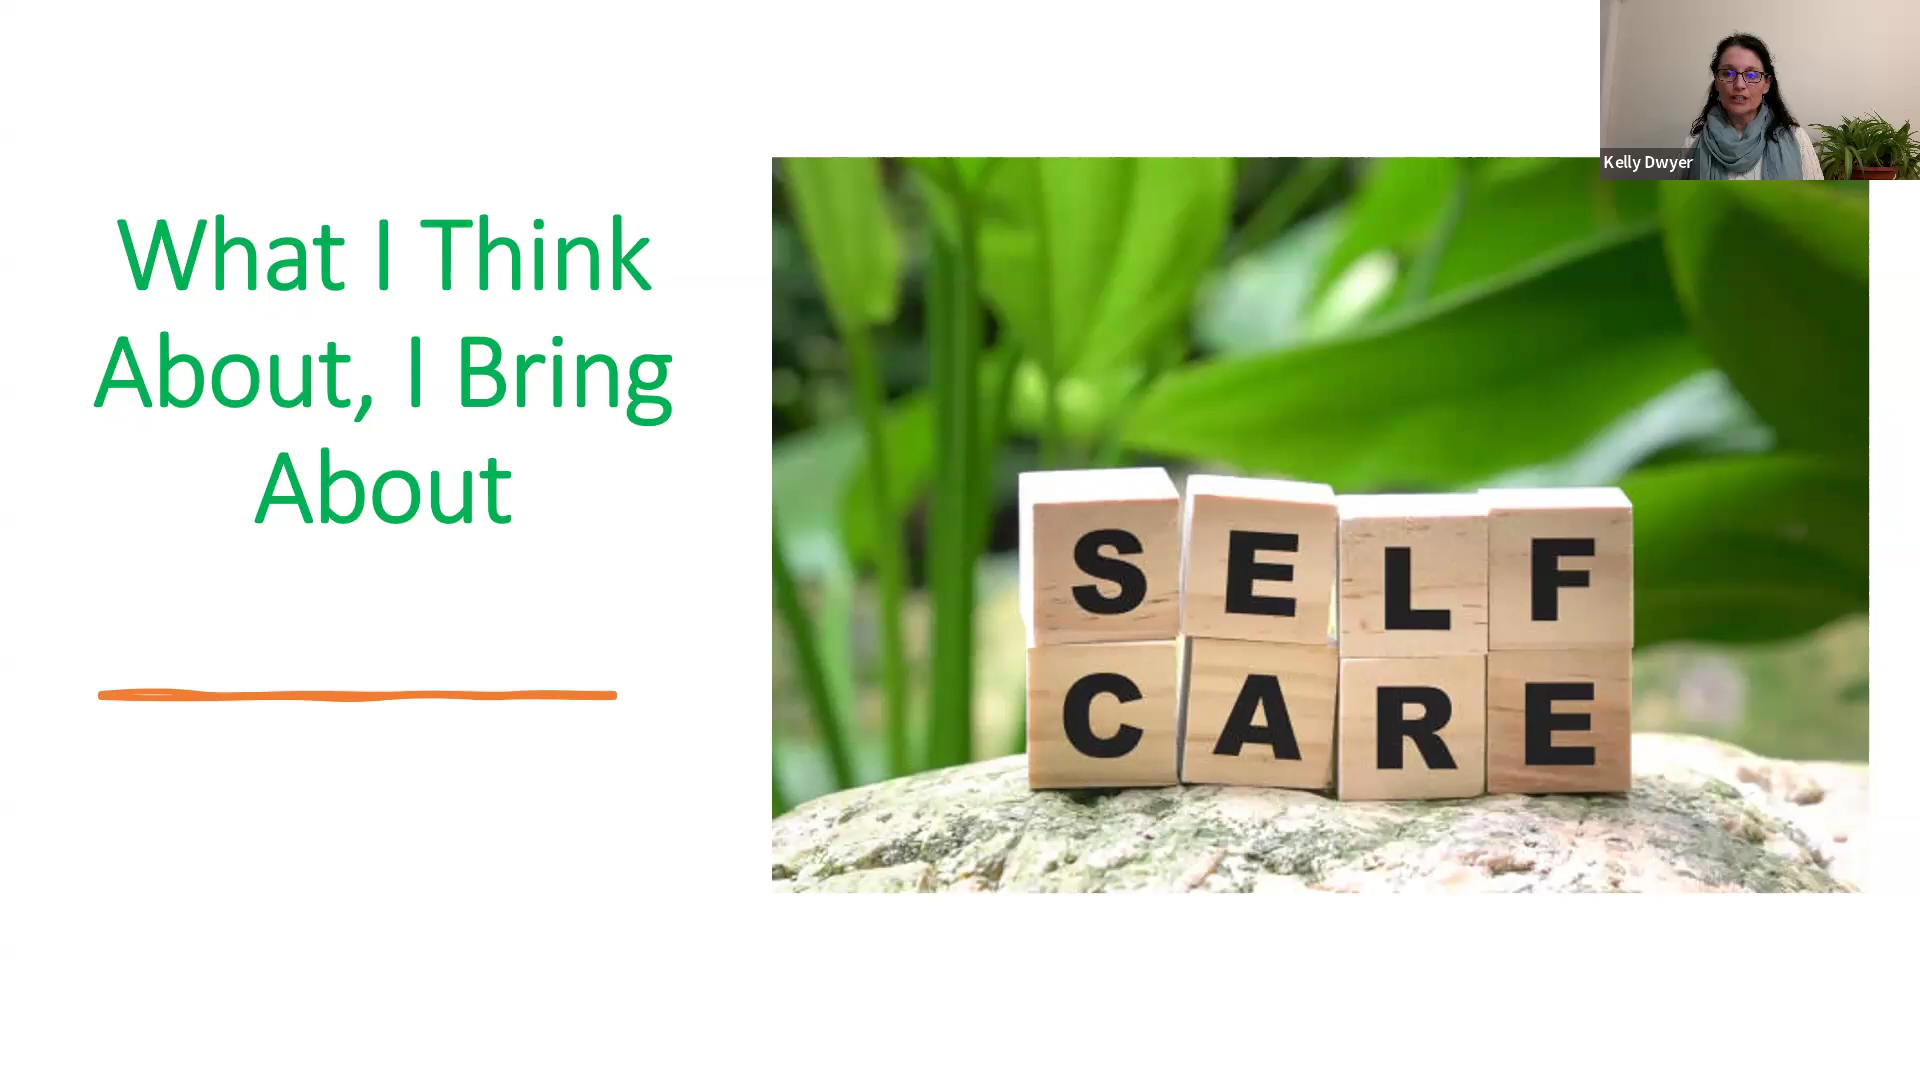 What I Think
About, I Bring
About
Kelly Dwyer
SELF
CARE